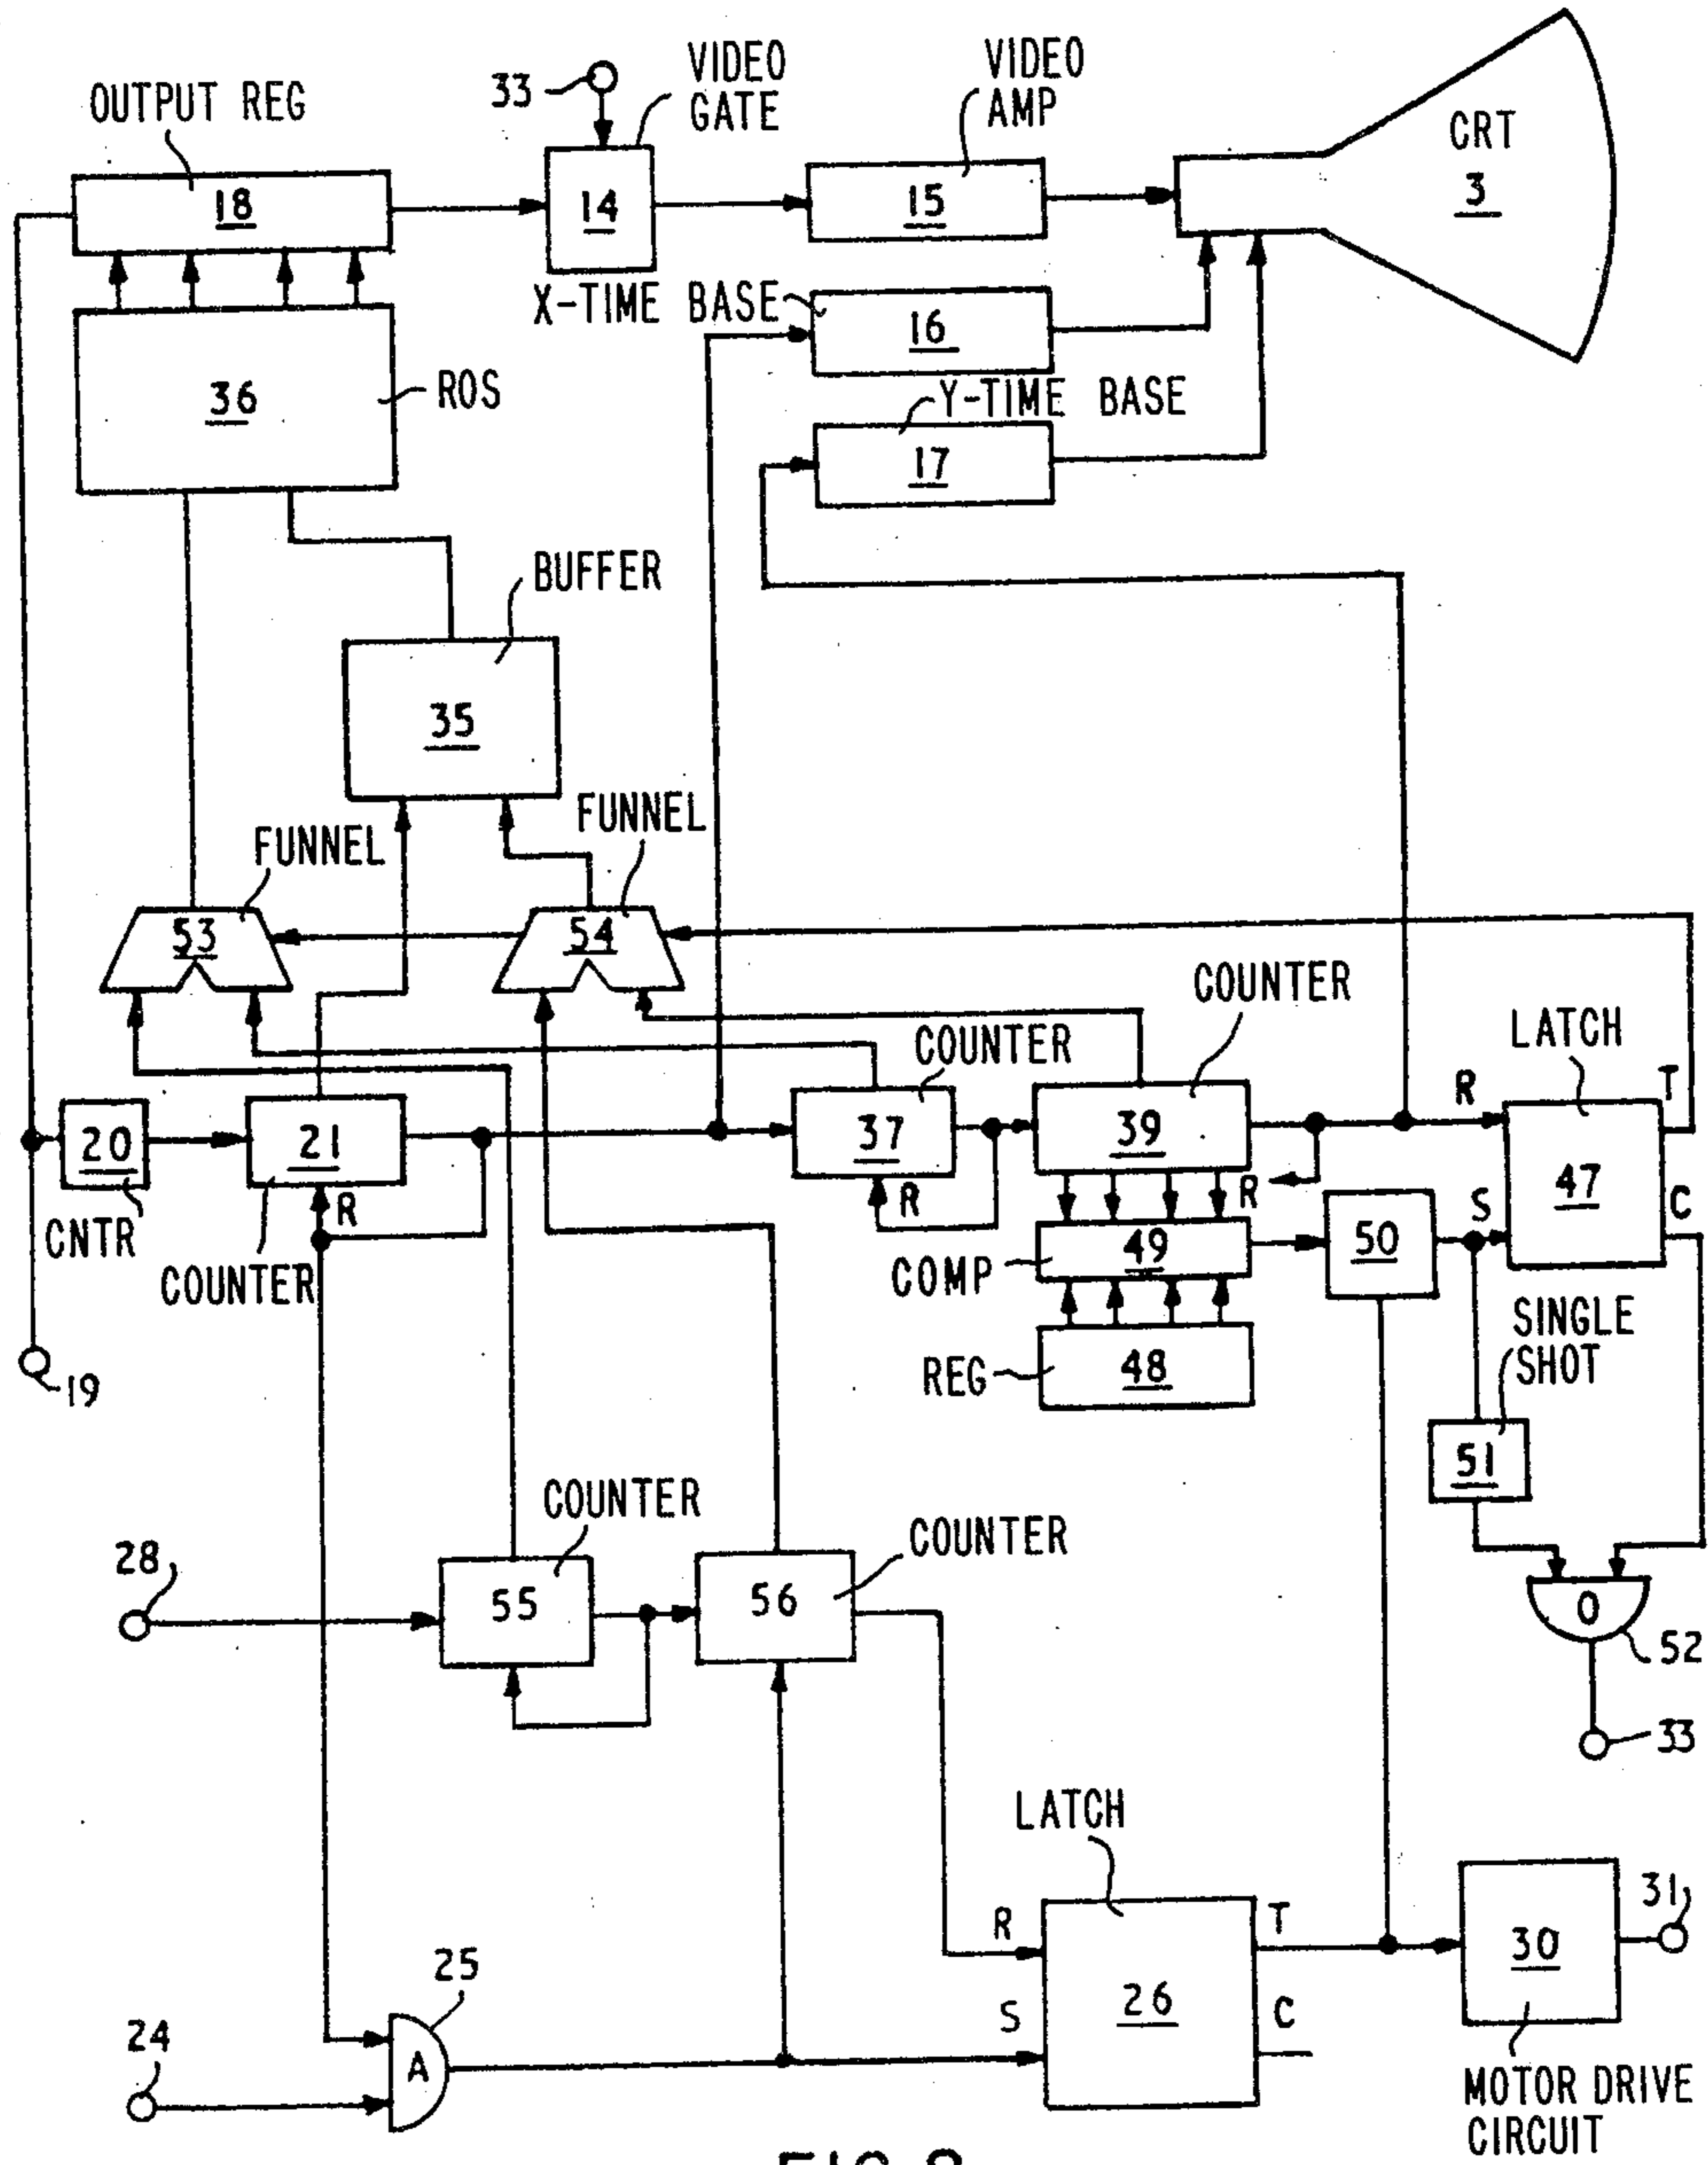 VIDEO
GATE
VIDEO
AMP
33
OUTPUT REG
CRT
3
18
14
15
X-TIME BASE
16
36
ROS
Y-TIME BASE
17
BUFFER
35
FUNNEL
FUNNEL
53
54
COUNTER
LATCH
COUNTER
R
T
20
21
37
39
47
R
R
R
C
S
CNTR
COUNTER
COMP
49
50
REG
48
SINGLE
SHOT
19
51
COUNTER
COUNTER
28
55
56
O
52
33
LATCH
R
T
31
30
25
26
S
C
24
A
MOTOR DRIVE
CIRCUIT